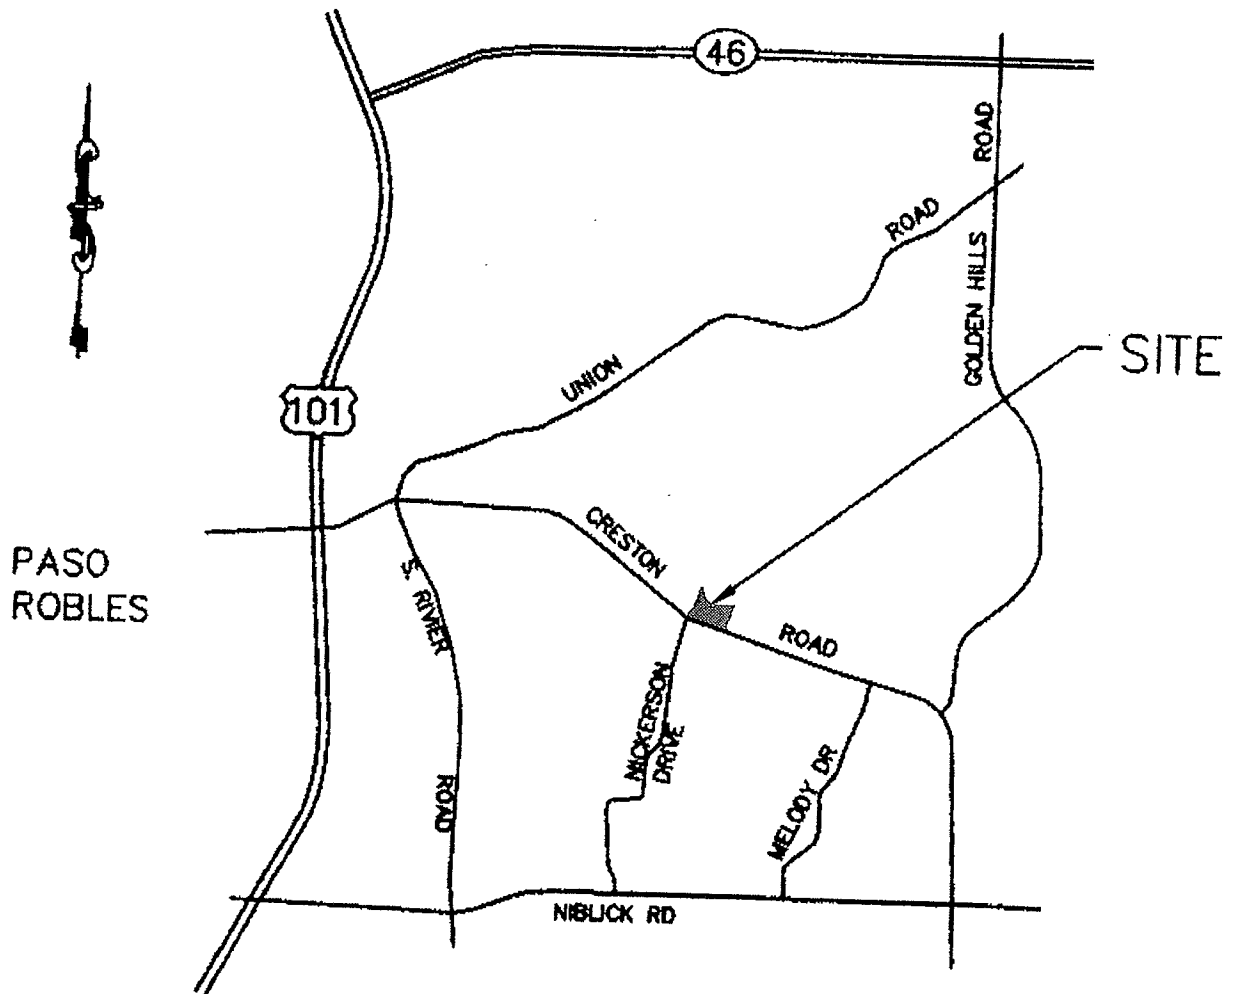 46
ROAD
ROAD
GOLDEN HILLS
SITE
UNION
101
CRESTON
PASO
ROBLES
S. RIVIER
ROAD
NICKERSON
DRIVE
MELODY DR
ROAD
NIBLICK RD